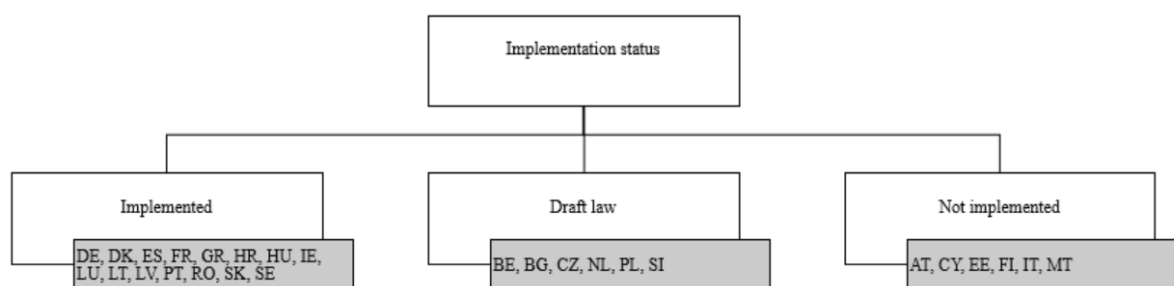 Implementation status
Implemented
DE, DK, ES, FR, GR, HR, HU, IE,
LU, LT, LV, PT, RO, SK, SE
Draft law
BE, BG, CZ, NL, PL, SI
Not implemented
AT, CY, EE, FI, IT, MT